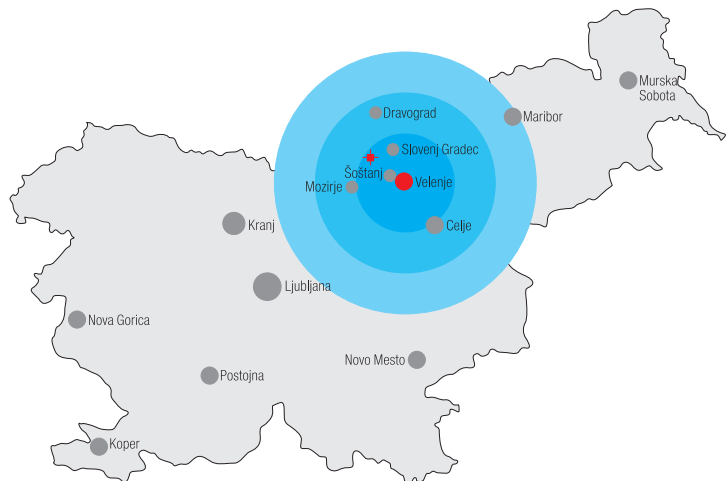 Murska
Sobota
Dravograd
Maribor
Slovenj Gradec
Šoštanj
Velenje
Mozirje
Kranj
Celje
Ljubljana
Nova Gorica
Novo Mesto
Postojna
Koper